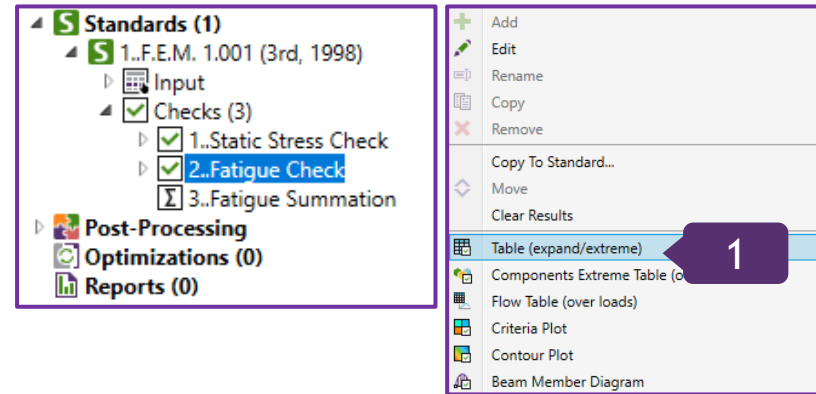 Standards (1)
1..F.E.M. 1.001 (3rd, 1998)
Input
Checks (3)
1..Static Stress Check
2..Fatigue Check
3..Fatigue Summation
Post-Processing
Optimizations (0)
Reports (0)
Add
Edit
Rename
Copy
Remove
Copy To Standard...
Move
Clear Results
Table (expand/extreme)
1
Components Extreme Table
Flow Table (over loads)
Criteria Plot
Contour Plot
Beam Member Diagram